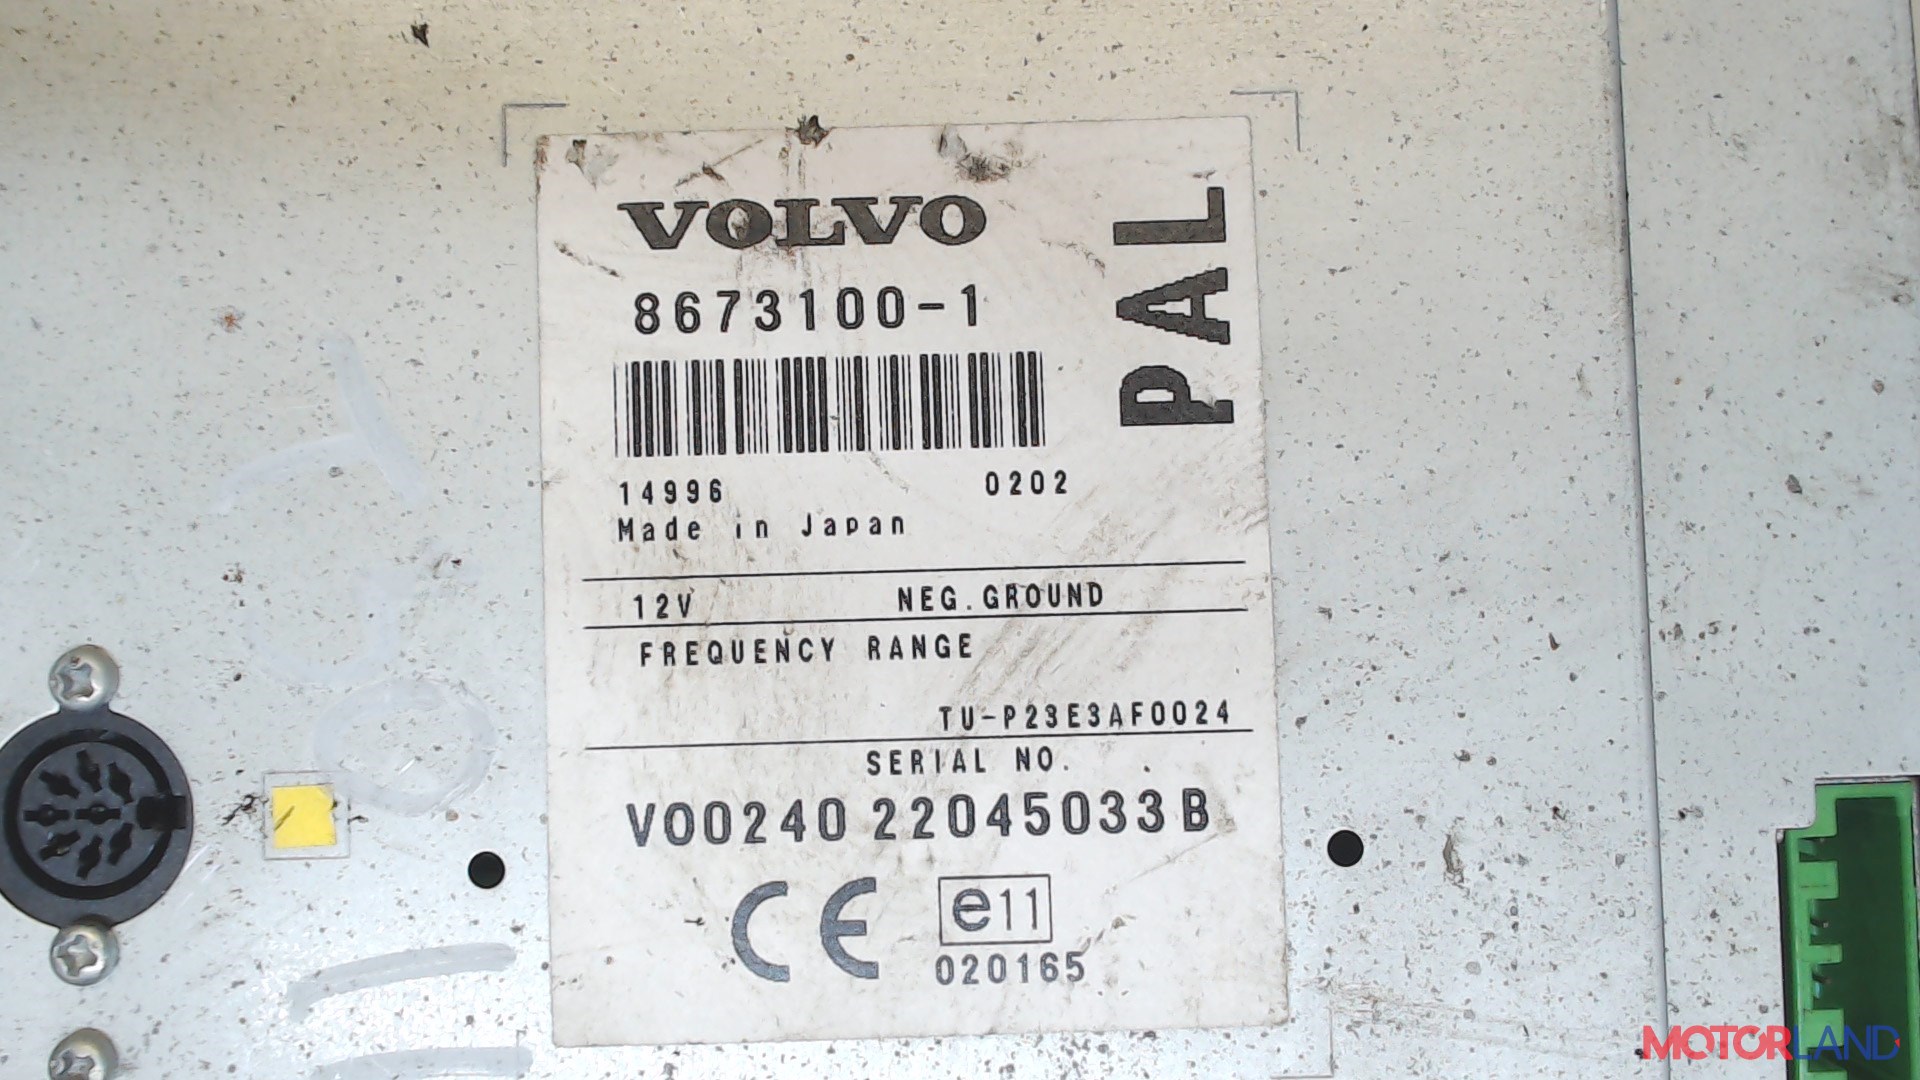 VOLVO
PAL
8673100-1
14996 0202
Made in Japan
12V NEG.GROUND
FREQUENCY RANGE
TU-P23E3AF0024
SERIAL NO.
V00240 22045033B
CE e11
020165
MOTORLAND